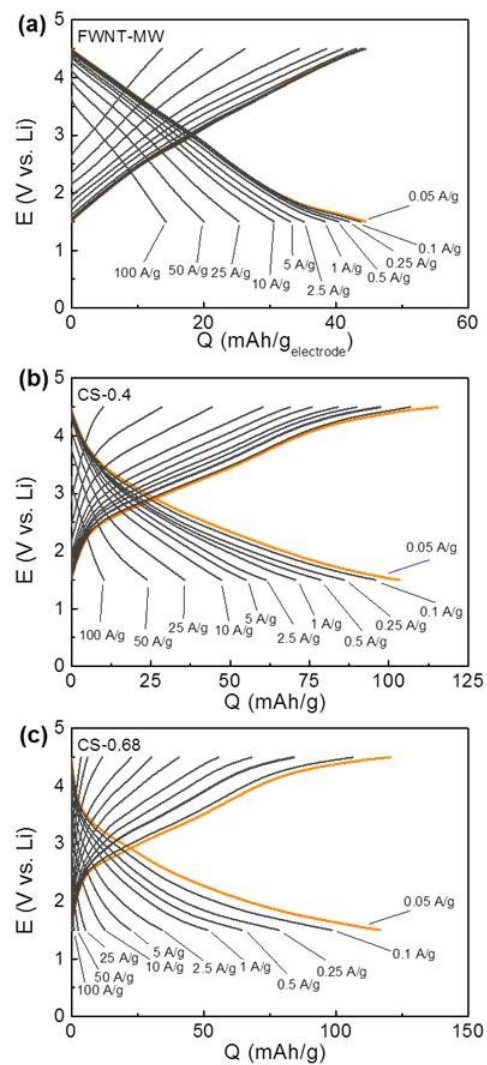 (a)
FWNT-MW
5
4
3
2
1
0
E (V vs. Li)
0.05 A/g
0.1 A/g
0.25 A/g
0.5 A/g
1 A/g
2.5 A/g
5 A/g
10 A/g
25 A/g
50 A/g
100 A/g
0 20 40 60
Q (mAh/gelectrode)
(b)
CS-0.4
5
4
3
2
1
0
E (V vs. Li)
0.05 A/g
0.1 A/g
0.25 A/g
0.5 A/g
1 A/g
2.5 A/g
5 A/g
10 A/g
25 A/g
50 A/g
100 A/g
0 25 50 75 100 125
Q (mAh/g)
(c)
CS-0.68
5
4
3
2
1
0
E (V vs. Li)
0.05 A/g
0.1 A/g
0.25 A/g
0.5 A/g
1 A/g
2.5 A/g
5 A/g
10 A/g
25 A/g
50 A/g
100 A/g
0 50 100 150
Q (mAh/g)